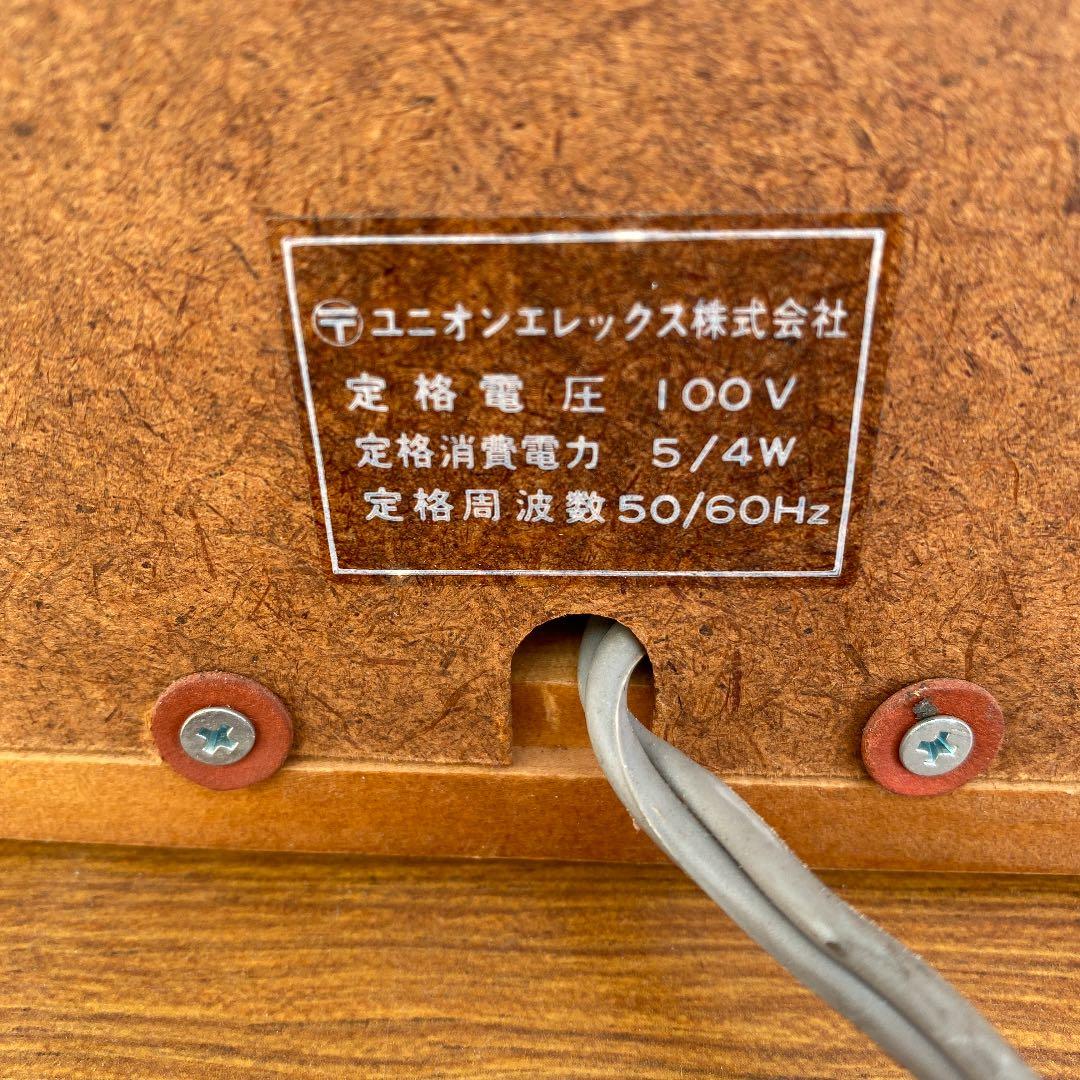 〶ユニオンエレックス株式会社
定格電圧 100V
定格消費電力 5/4W
定格周波数 50/60Hz